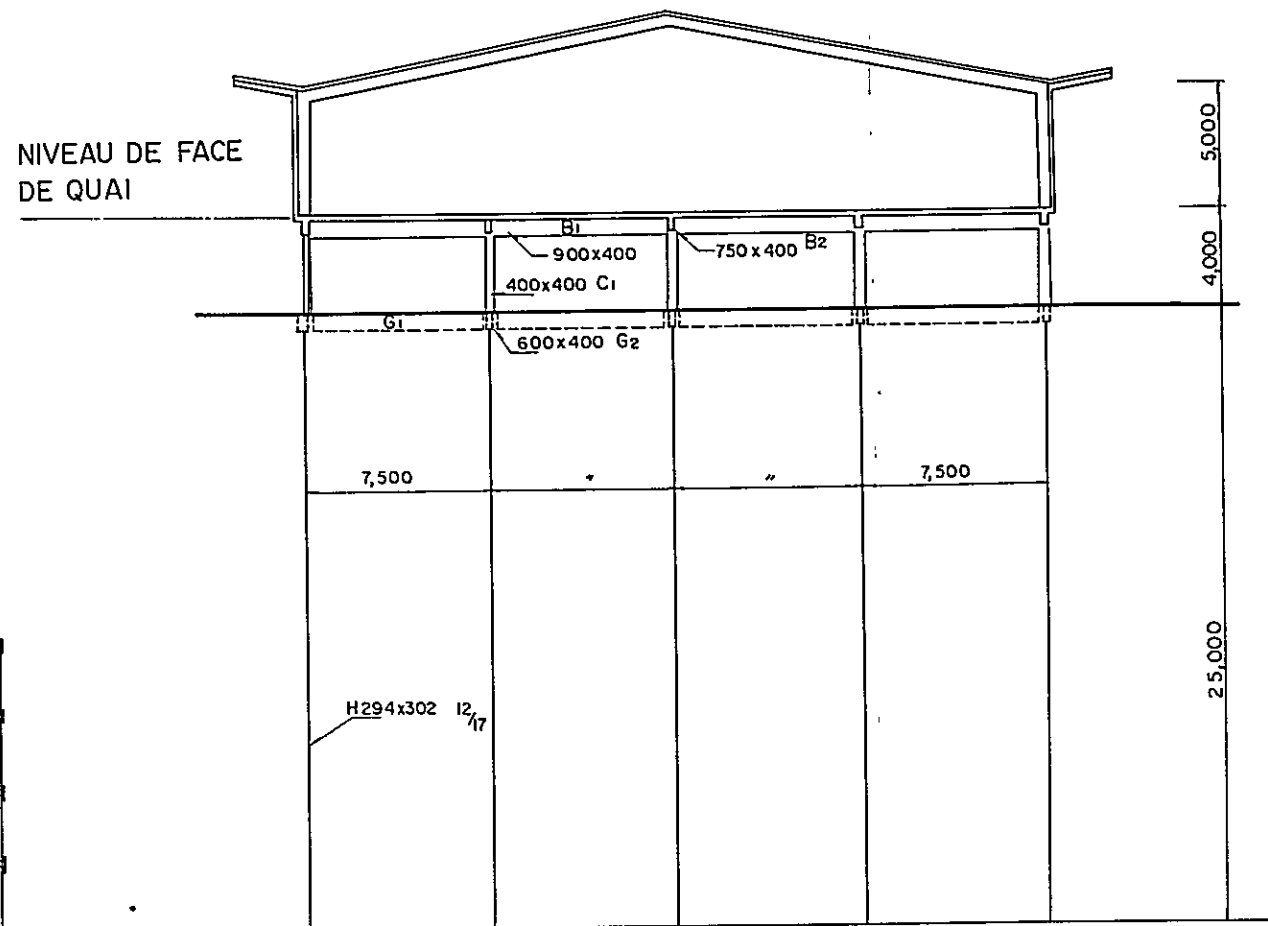 5,000
NIVEAU DE FACE
DE QUAI
B1
900x400
750x400 B2
4,000
400x400 C1
G1
600x400 G2
7,500 " " 7,500
25,000
H294x302 12/17